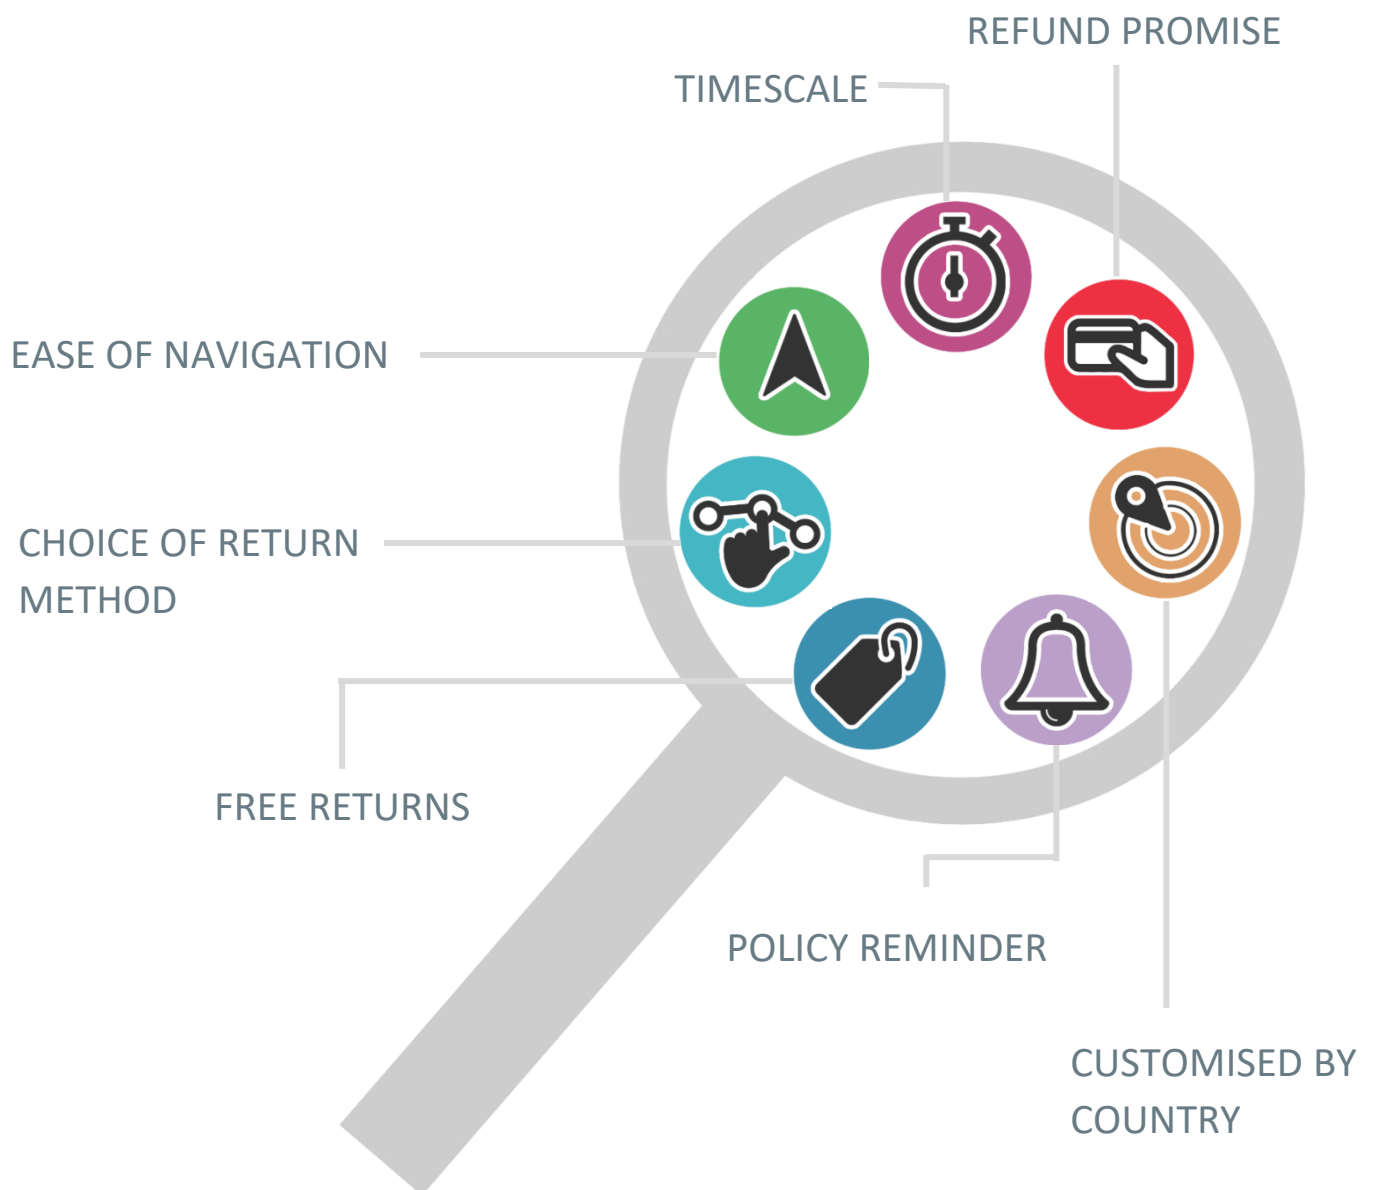 REFUND PROMISE
TIMESCALE
EASE OF NAVIGATION
CHOICE OF RETURN
METHOD
FREE RETURNS
POLICY REMINDER
CUSTOMISED BY
COUNTRY